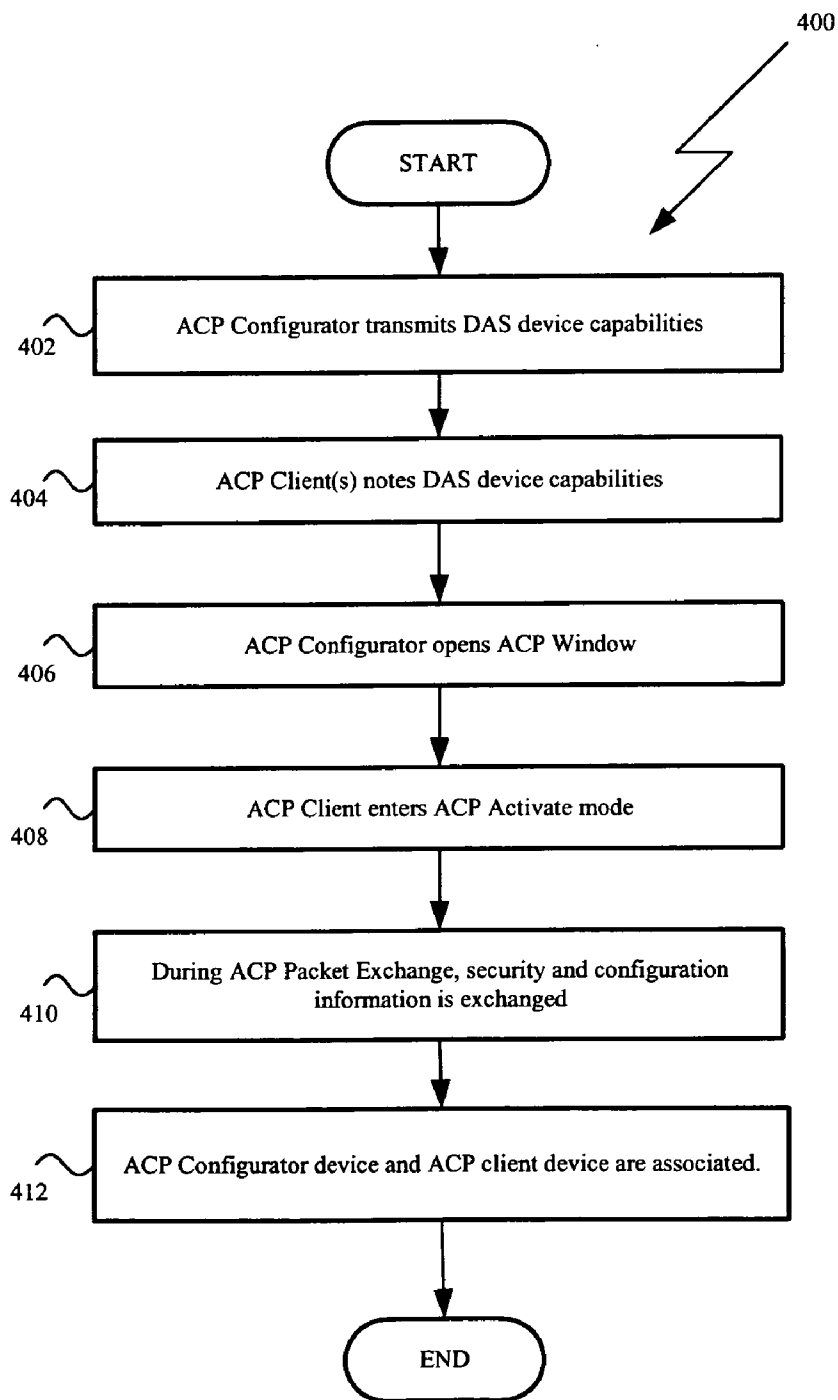 400
START
ACP Configurator transmits DAS device capabilities
402
ACP Client(s) notes DAS device capabilities
404
ACP Configurator opens ACP Window
406
ACP Client enters ACP Activate mode
408
During ACP Packet Exchange, security and configuration
information is exchanged
410
ACP Configurator device and ACP client device are associated.
412
END